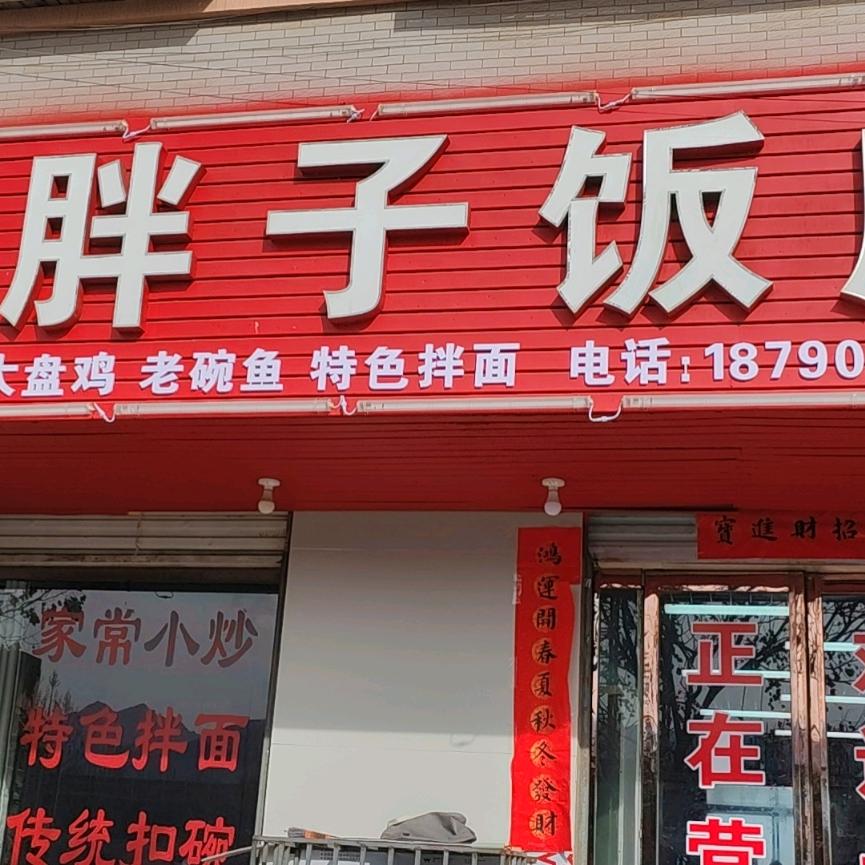 胖子饭
大盘鸡 老碗鱼 特色拌面 电话:18790
寶進財招
鴻運開春夏秋冬發財
家常小炒
特色拌面
传统扣碗
正在营